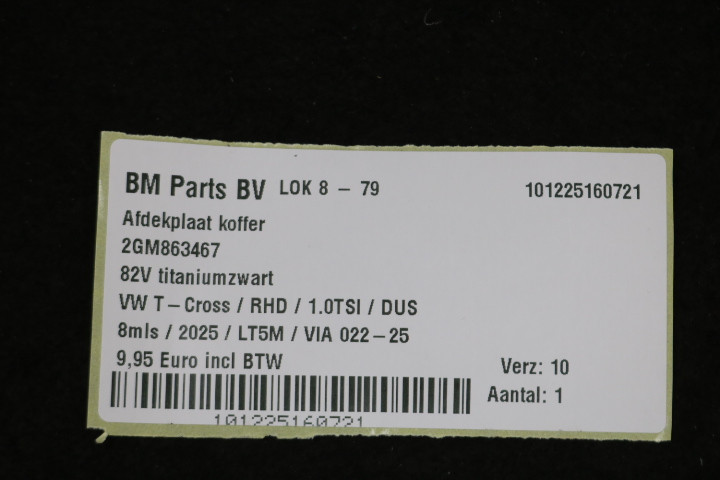 BM Parts BV LOK 8 – 79 101225160721
Afdekplaat koffer
2GM863467
82V titaniumzwart
VW T–Cross / RHD / 1.0TSI / DUS
8mls / 2025 / LT5M / VIA 022–25
9,95 Euro incl BTW Verz: 10
Aantal: 1
101225160721